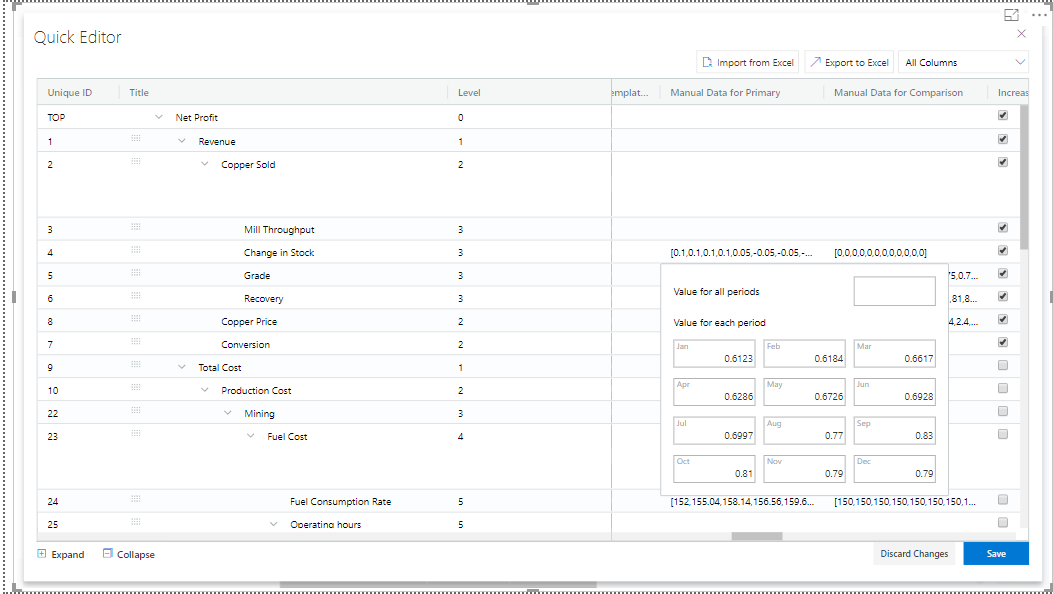 Quick Editor
Import from Excel Export to Excel All Columns
Unique ID Title Level emplat... Manual Data for Primary Manual Data for Comparison Increas
TOP Net Profit 0
1 Revenue 1
2 Copper Sold 2
3 Mill Throughput 3
4 Change in Stock 3 [0.1,0.1,0.1,0.1,0.05,-0.05,-0.05,-... [0,0,0,0,0,0,0,0,0,0,0,0]
5 Grade 3 75,0.7...
6 Recovery 3 ,81,8...
8 Copper Price 2 4,2.4,...
7 Conversion 2
9 Total Cost 1
10 Production Cost 2
22 Mining 3
23 Fuel Cost 4
24 Fuel Consumption Rate 5 [152,155.04,158.14,156.56,159.6... [150,150,150,150,150,150,150,1...
25 Operating hours 5
Value for all periods
Value for each period
Jan Feb Mar
0.6123 0.6184 0.6617
Apr May Jun
0.6286 0.6726 0.6928
Jul Aug Sep
0.6997 0.77 0.83
Oct Nov Dec
0.81 0.79 0.79
Expand Collapse Discard Changes Save